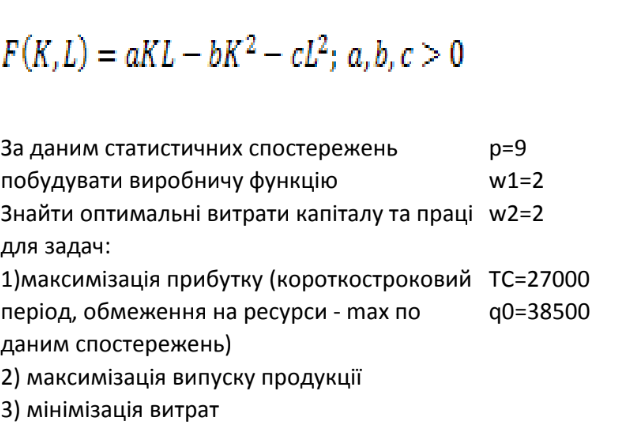 F(K,L) = aKL − bK² − cL²; a,b,c > 0
За даним статистичних спостережень p=9
побудувати виробничу функцію w1=2
Знайти оптимальні витрати капіталу та праці w2=2
для задач:
1)максимізація прибутку (короткостроковий TC=27000
період, обмеження на ресурси - max по q0=38500
даним спостережень)
2) максимізація випуску продукції
3) мінімізація витрат